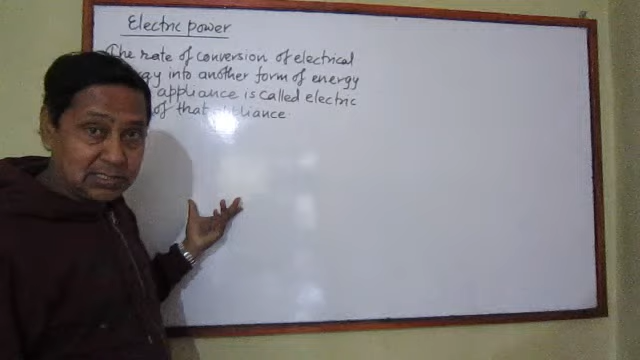 Electric power
The rate of conversion of electrical
into another form of energy
appliance is called electric
of that appliance.